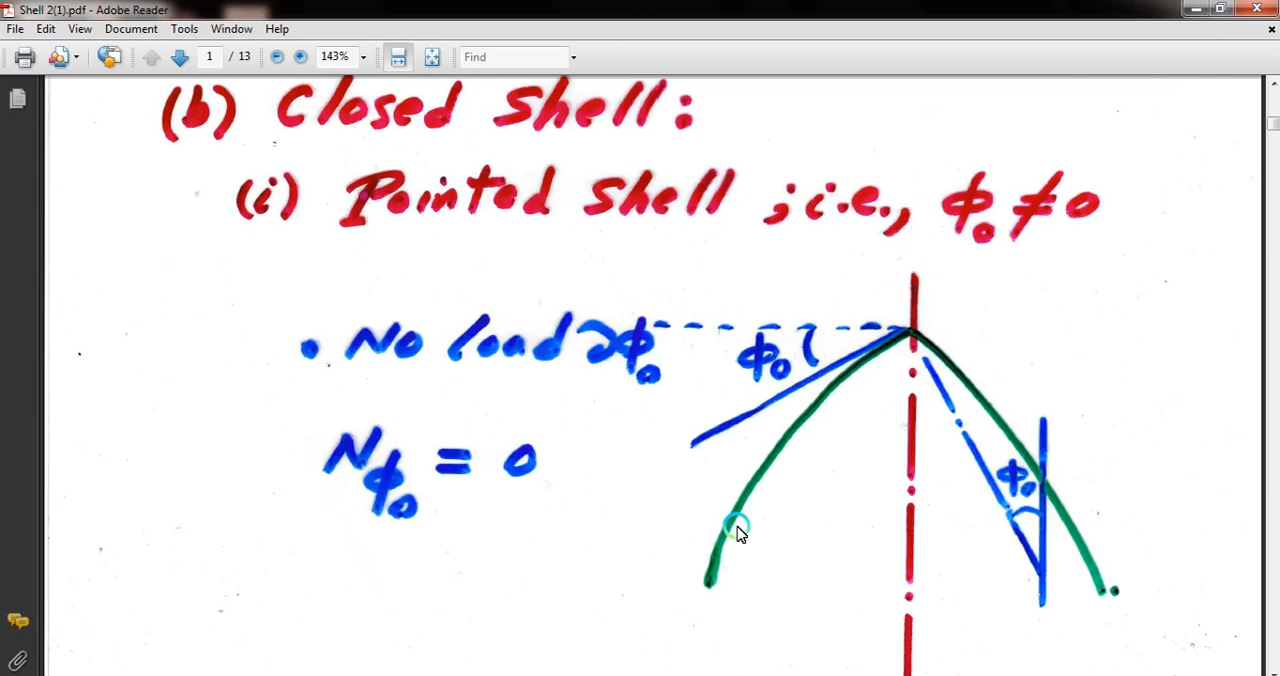 Shell 2(1).pdf - Adobe Reader
File Edit View Document Tools Window Help
1 / 13 143% Find
(b) Closed Shell:
(i) Pointed Shell ; i.e., ϕ₀ ≠ 0
• No load @ ϕ₀
ϕ₀
N_ϕ₀ = 0
ϕ₀